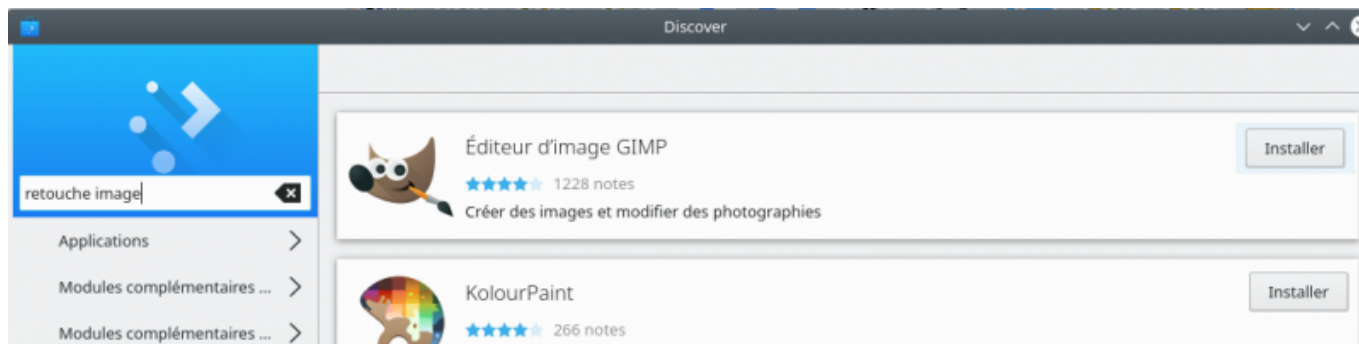 Discover
retouche image
Applications
Modules complémentaires ...
Modules complémentaires ...
Éditeur d'image GIMP
1228 notes
Créer des images et modifier des photographies
Installer
KolourPaint
266 notes
Installer